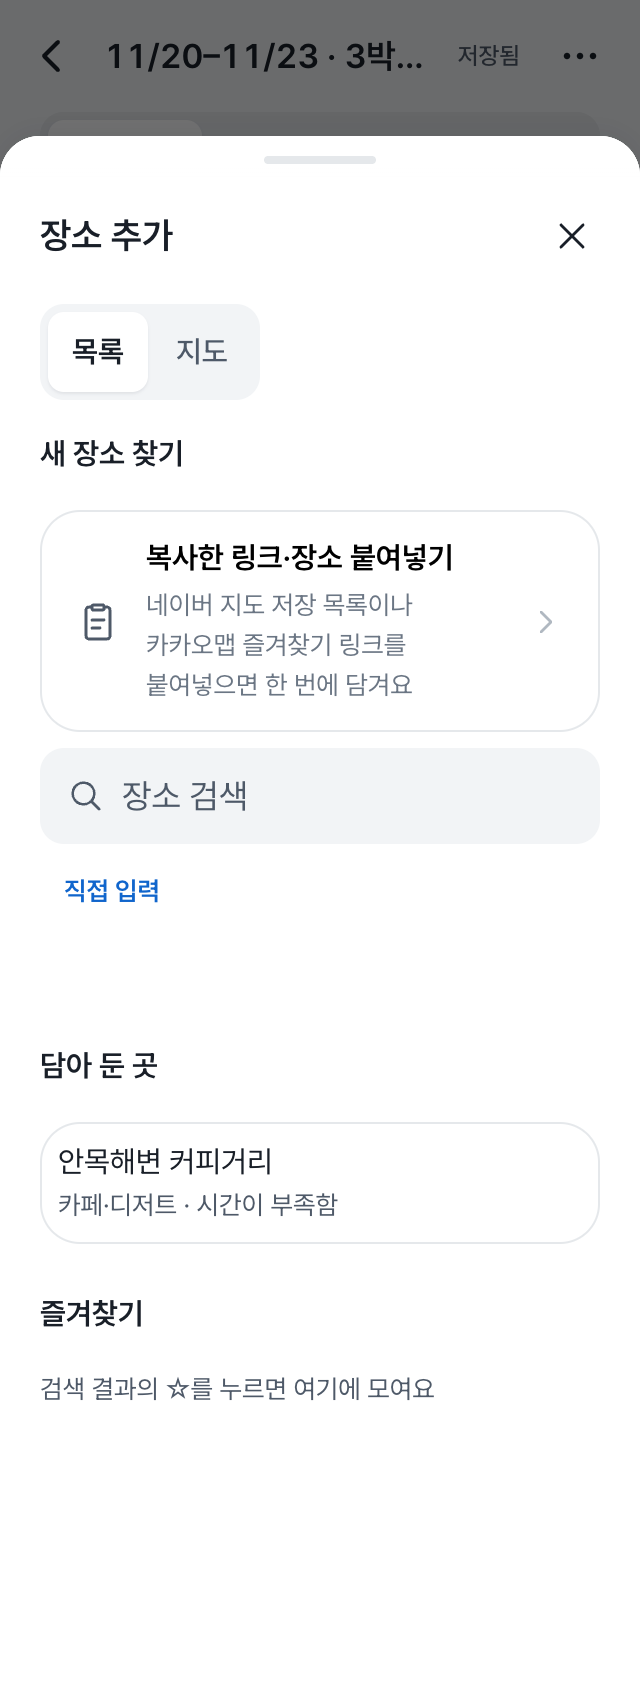 11/20–11/23 · 3박... 저장됨
장소 추가
목록 지도
새 장소 찾기
복사한 링크·장소 붙여넣기
네이버 지도 저장 목록이나
카카오맵 즐겨찾기 링크를
붙여넣으면 한 번에 담겨요
장소 검색
직접 입력
담아 둔 곳
안목해변 커피거리
카페·디저트 · 시간이 부족함
즐겨찾기
검색 결과의 ☆를 누르면 여기에 모여요